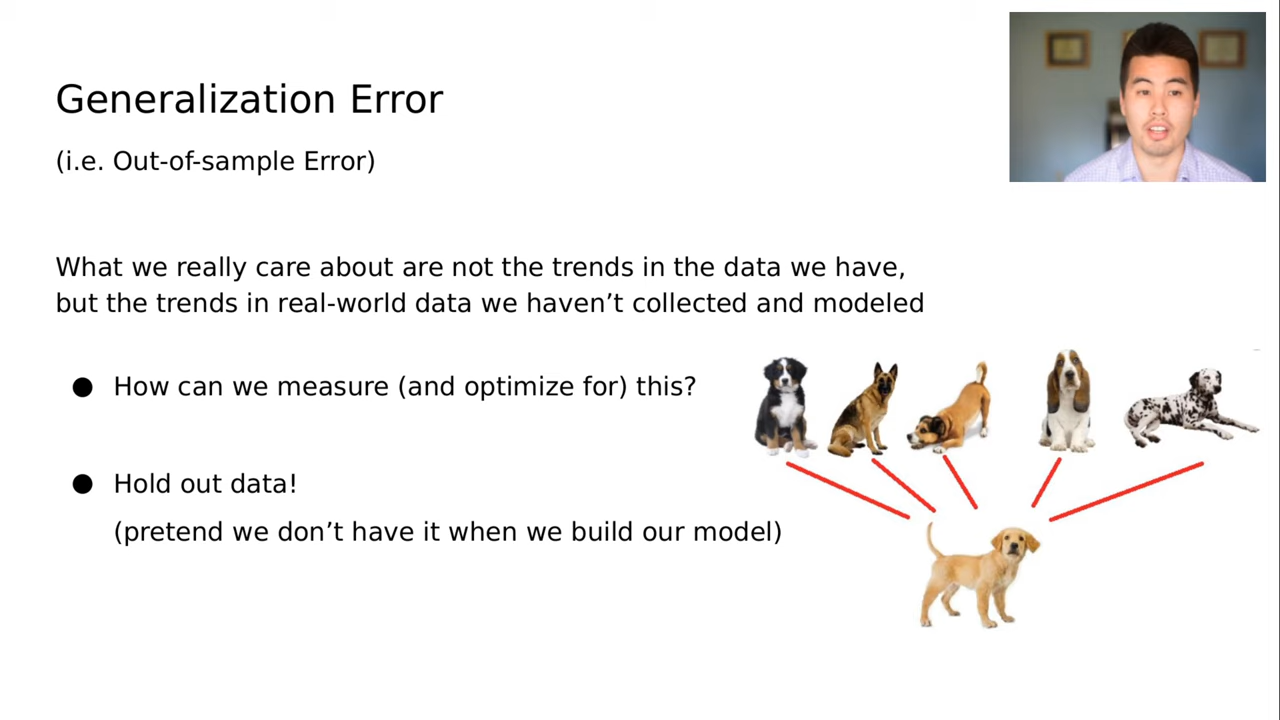 Generalization Error
(i.e. Out-of-sample Error)
What we really care about are not the trends in the data we have,
but the trends in real-world data we haven’t collected and modeled
● How can we measure (and optimize for) this?
● Hold out data!
(pretend we don’t have it when we build our model)